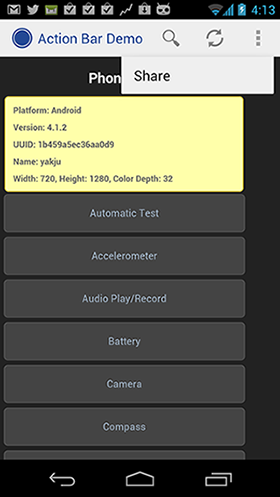 4:13
Action Bar Demo
Share
Phon
Platform: Android
Version: 4.1.2
UUID: 1b459a5ec36aa0d9
Name: yakju
Width: 720, Height: 1280, Color Depth: 32
Automatic Test
Accelerometer
Audio Play/Record
Battery
Camera
Compass